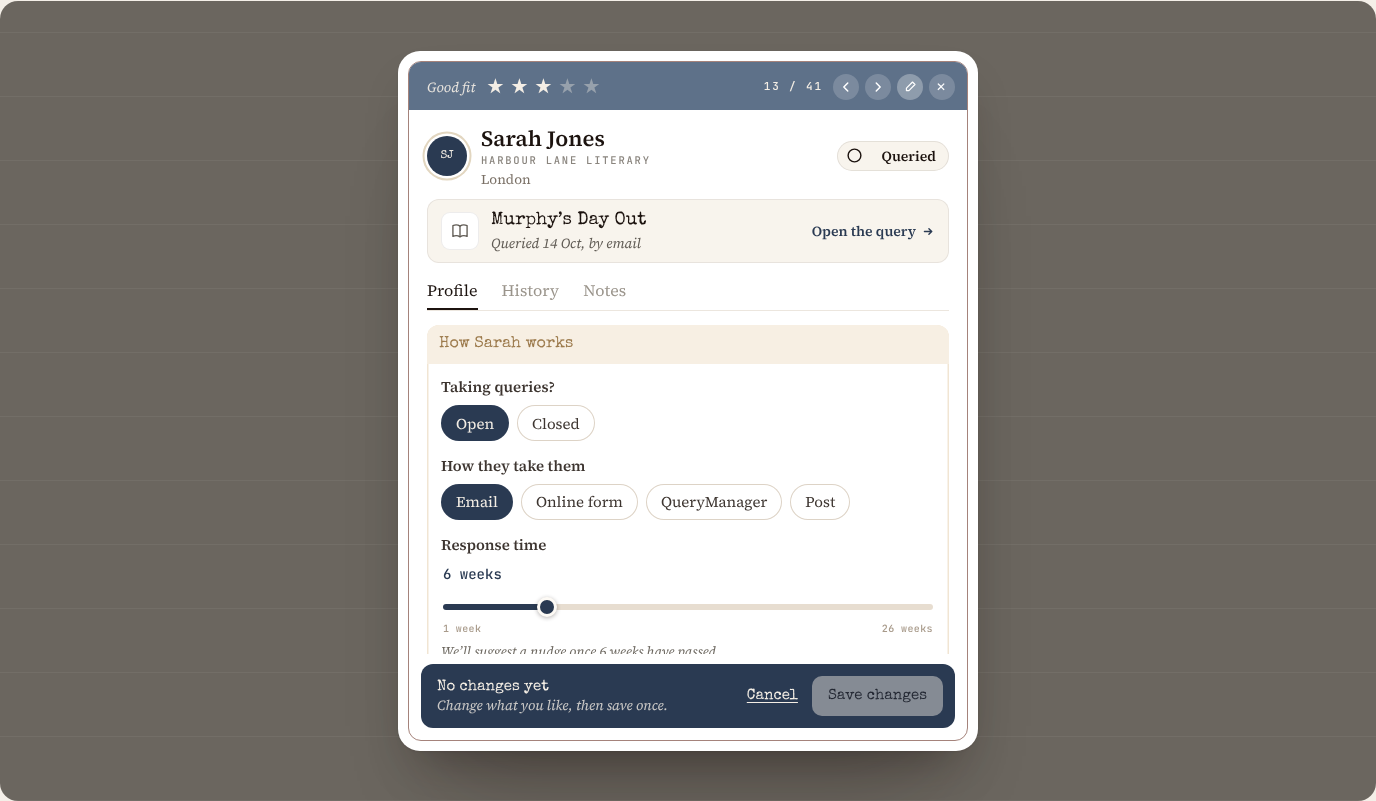 Good fit
13 / 41
SJ
Sarah Jones
HARBOUR LANE LITERARY
London
Queried
Murphy’s Day Out
Queried 14 Oct, by email
Open the query →
Profile History Notes
How Sarah works
Taking queries?
Open Closed
How they take them
Email Online form QueryManager Post
Response time
6 weeks
1 week 26 weeks
We’ll suggest a nudge once 6 weeks have passed
No changes yet
Change what you like, then save once.
Cancel Save changes